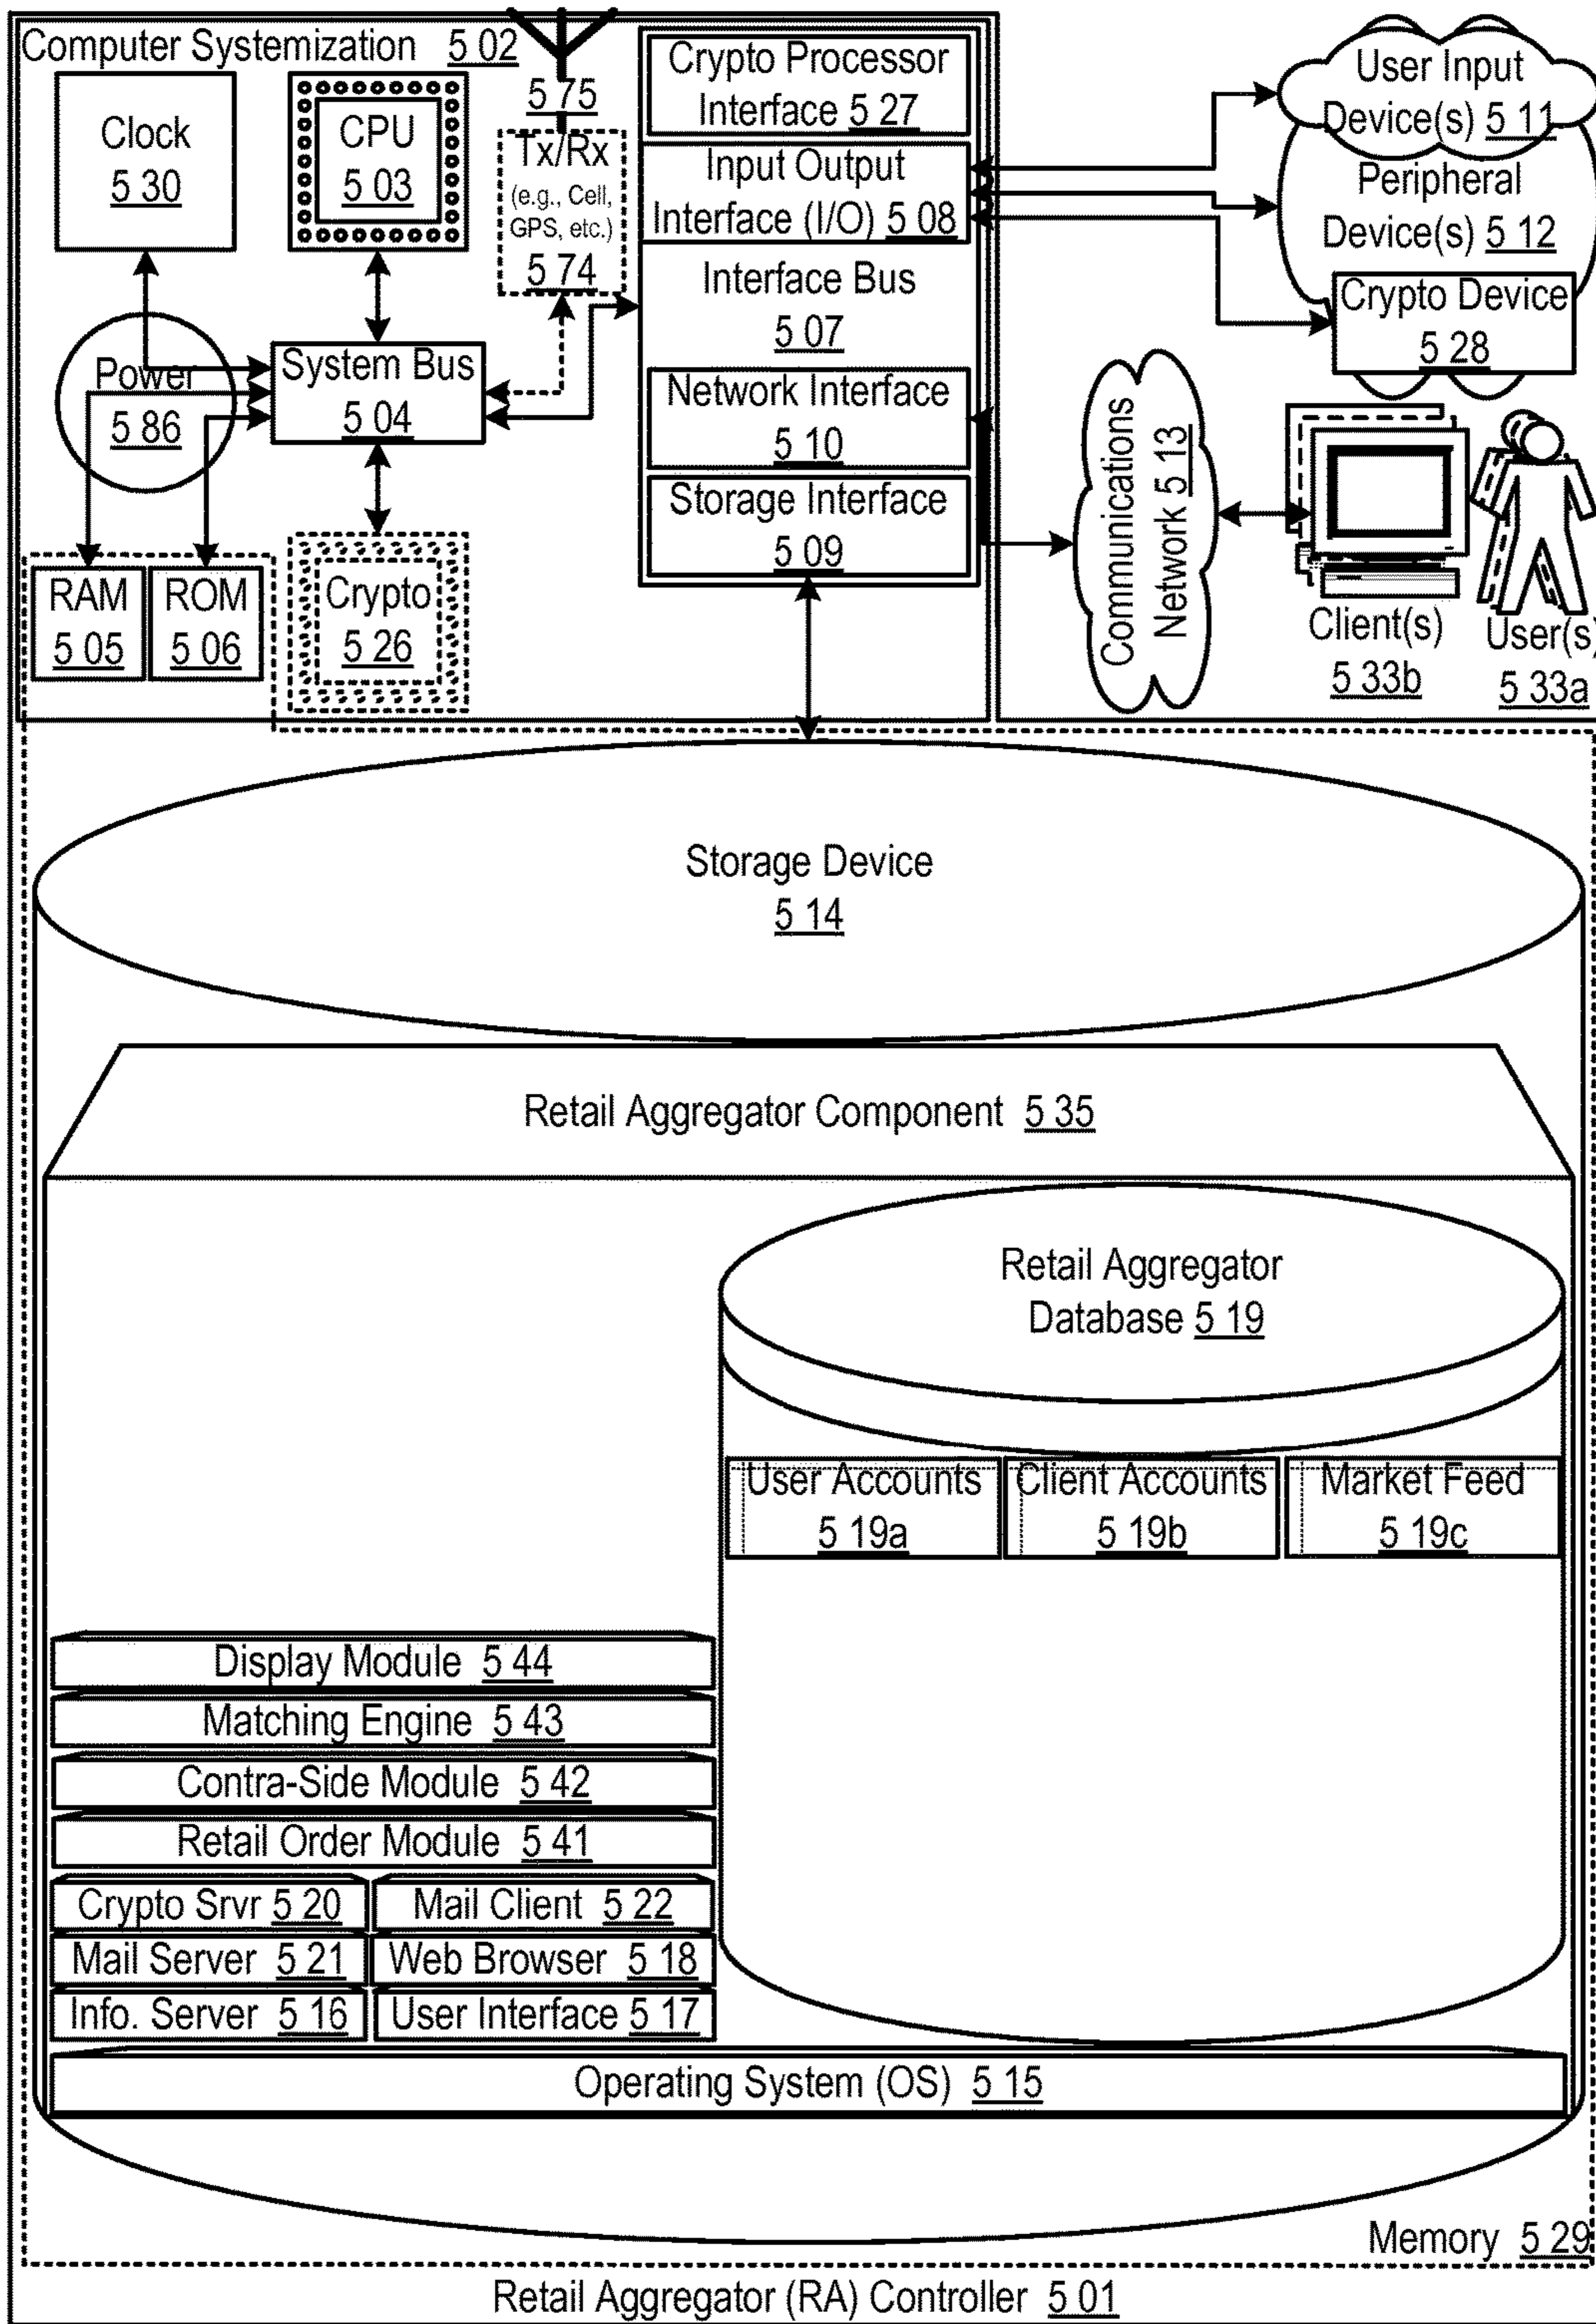 Computer Systemization 5 02
Clock
5 30
CPU
5 03
5 75
Tx/Rx
(e.g., Cell,
GPS, etc.)
5 74
Crypto Processor
Interface 5 27
Input Output
Interface (I/O) 5 08
Interface Bus
5 07
Network Interface
5 10
Storage Interface
5 09
User Input
Device(s) 5 11
Peripheral
Device(s) 5 12
Crypto Device
5 28
Power
5 86
System Bus
5 04
RAM
5 05
ROM
5 06
Crypto
5 26
Communications
Network 5 13
Client(s)
5 33b
User(s)
5 33a
Storage Device
5 14
Retail Aggregator Component 5 35
Retail Aggregator
Database 5 19
User Accounts
5 19a
Client Accounts
5 19b
Market Feed
5 19c
Display Module 5 44
Matching Engine 5 43
Contra-Side Module 5 42
Retail Order Module 5 41
Crypto Srvr 5 20
Mail Client 5 22
Mail Server 5 21
Web Browser 5 18
Info. Server 5 16
User Interface 5 17
Operating System (OS) 5 15
Memory 5 29
Retail Aggregator (RA) Controller 5 01